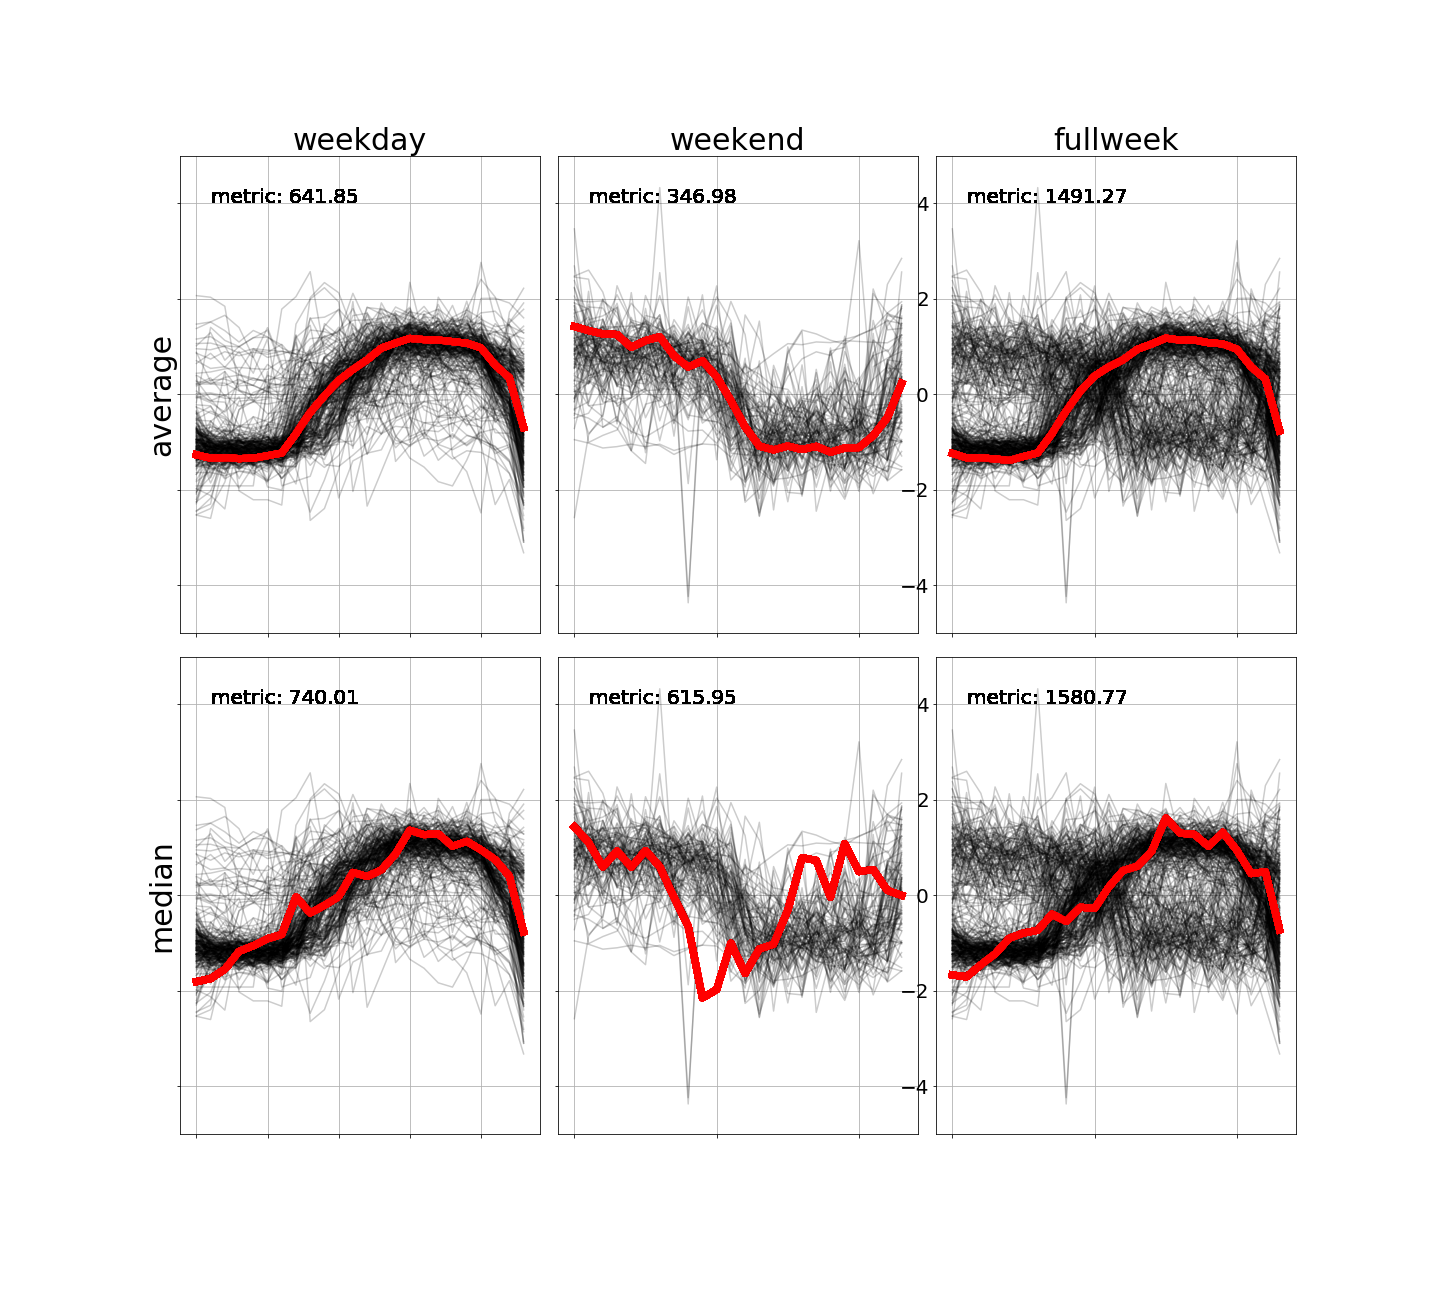 weekday weekend fullweek
average
metric: 641.85
metric: 346.98
metric: 1491.27
4
2
0
−2
−4
median
metric: 740.01
metric: 615.95
metric: 1580.77
4
2
0
−2
−4